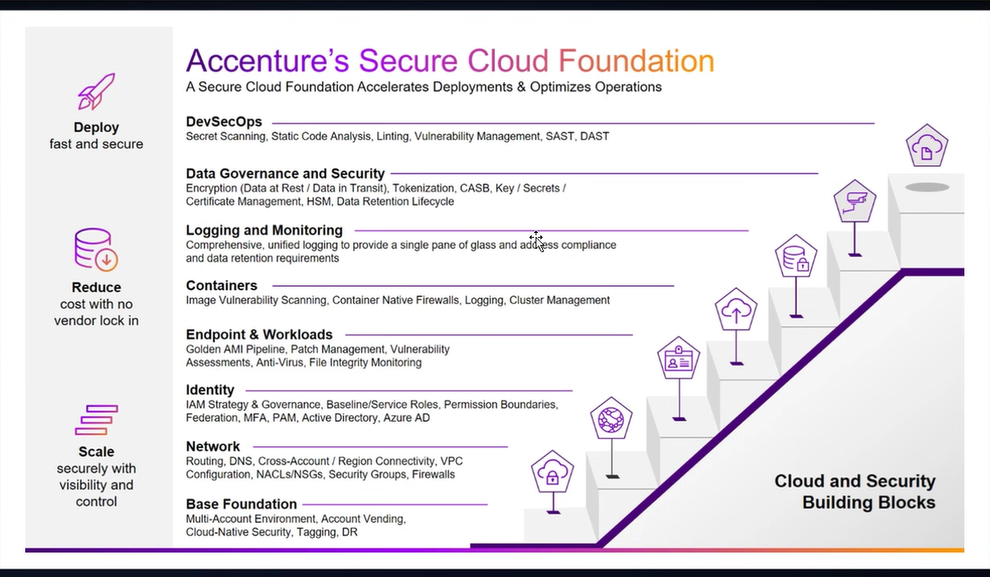 Accenture's Secure Cloud Foundation
A Secure Cloud Foundation Accelerates Deployments & Optimizes Operations
Deploy
fast and secure
Reduce
cost with no
vendor lock in
Scale
securely with
visibility and
control
DevSecOps
Secret Scanning, Static Code Analysis, Linting, Vulnerability Management, SAST, DAST
Data Governance and Security
Encryption (Data at Rest / Data in Transit), Tokenization, CASB, Key / Secrets /
Certificate Management, HSM, Data Retention Lifecycle
Logging and Monitoring
Comprehensive, unified logging to provide a single pane of glass and address compliance
and data retention requirements
Containers
Image Vulnerability Scanning, Container Native Firewalls, Logging, Cluster Management
Endpoint & Workloads
Golden AMI Pipeline, Patch Management, Vulnerability
Assessments, Anti-Virus, File Integrity Monitoring
Identity
IAM Strategy & Governance, Baseline/Service Roles, Permission Boundaries,
Federation, MFA, PAM, Active Directory, Azure AD
Network
Routing, DNS, Cross-Account / Region Connectivity, VPC
Configuration, NACLs/NSGs, Security Groups, Firewalls
Base Foundation
Multi-Account Environment, Account Vending,
Cloud-Native Security, Tagging, DR
Cloud and Security
Building Blocks